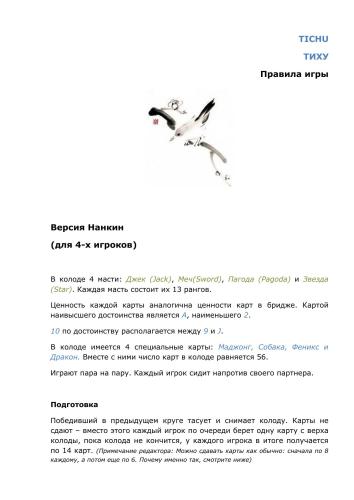 TICHU
ТИХУ
Правила игры
Версия Нанкин
(для 4-х игроков)
В колоде 4 масти: Джек (Jack), Меч(Sword), Пагода (Pagoda) и Звезда
(Star). Каждая масть состоит их 13 рангов.
Ценность каждой карты аналогична ценности карт в бридже. Картой
наивысшего достоинства является А, наименьшего 2.
10 по достоинству располагается между 9 и J.
В колоде имеется 4 специальные карты: Маджонг, Собака, Феникс и
Дракон. Вместе с ними число карт в колоде равняется 56.
Играют пара на пару. Каждый игрок сидит напротив своего партнера.
Подготовка
Победивший в предыдущем круге тасует и снимает колоду. Карты не
сдают – вместо этого каждый игрок по очереди берет одну карту с верха
колоды, пока колода не кончится, у каждого игрока в итоге получается
по 14 карт. (Примечание редактора: Можно сдавать карты как обычно: сначала по 8
каждому, а потом еще по 6. Почему именно так, смотрите ниже)